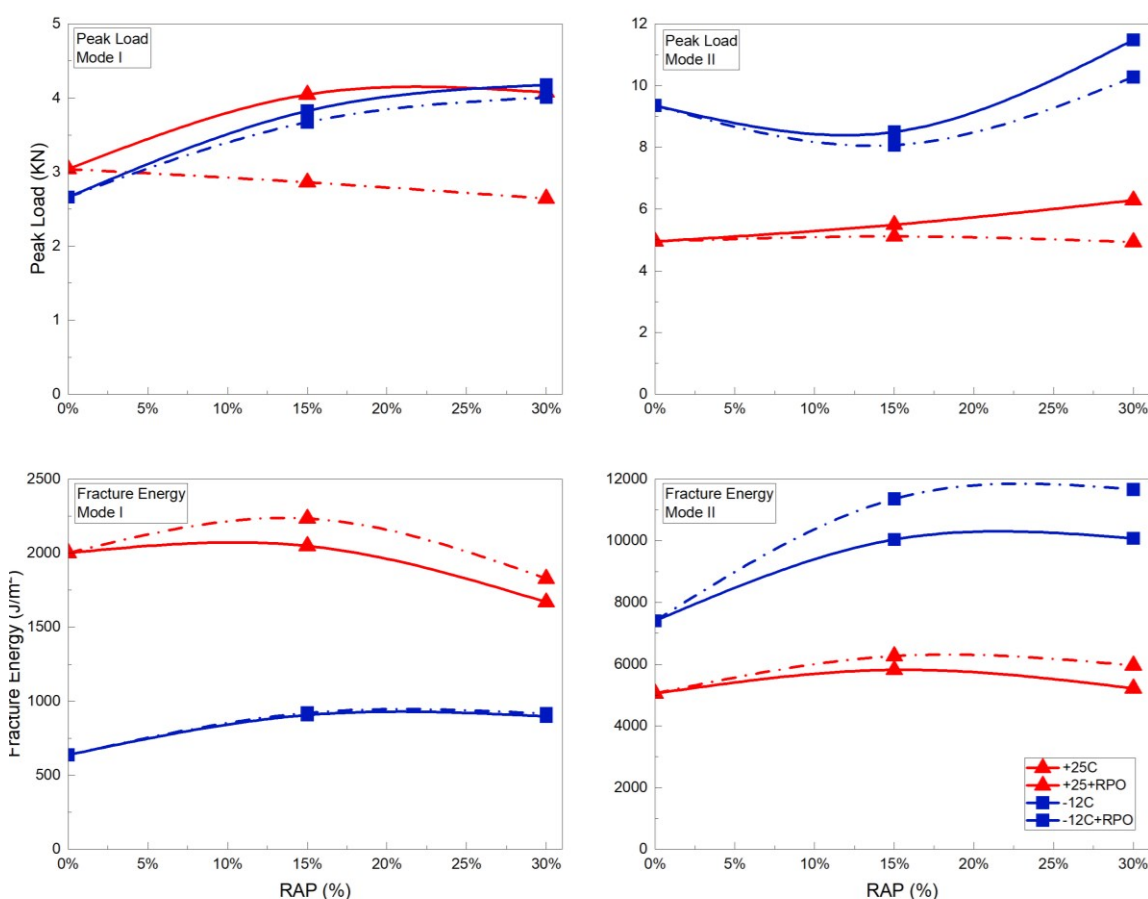 Peak Load
Mode I
Peak Load (KN)
5
4
3
2
1
0
0% 5% 10% 15% 20% 25% 30%
Peak Load
Mode II
12
10
8
6
4
2
0
0% 5% 10% 15% 20% 25% 30%
Fracture Energy
Mode I
Fracture Energy
2500
2000
1500
1000
500
0
0% 5% 10% 15% 20% 25% 30%
RAP (%)
Fracture Energy
Mode II
12000
10000
8000
6000
4000
2000
0
+25C
+25+RPO
-12C
-12C+RPO
0% 5% 10% 15% 20% 25% 30%
RAP (%)